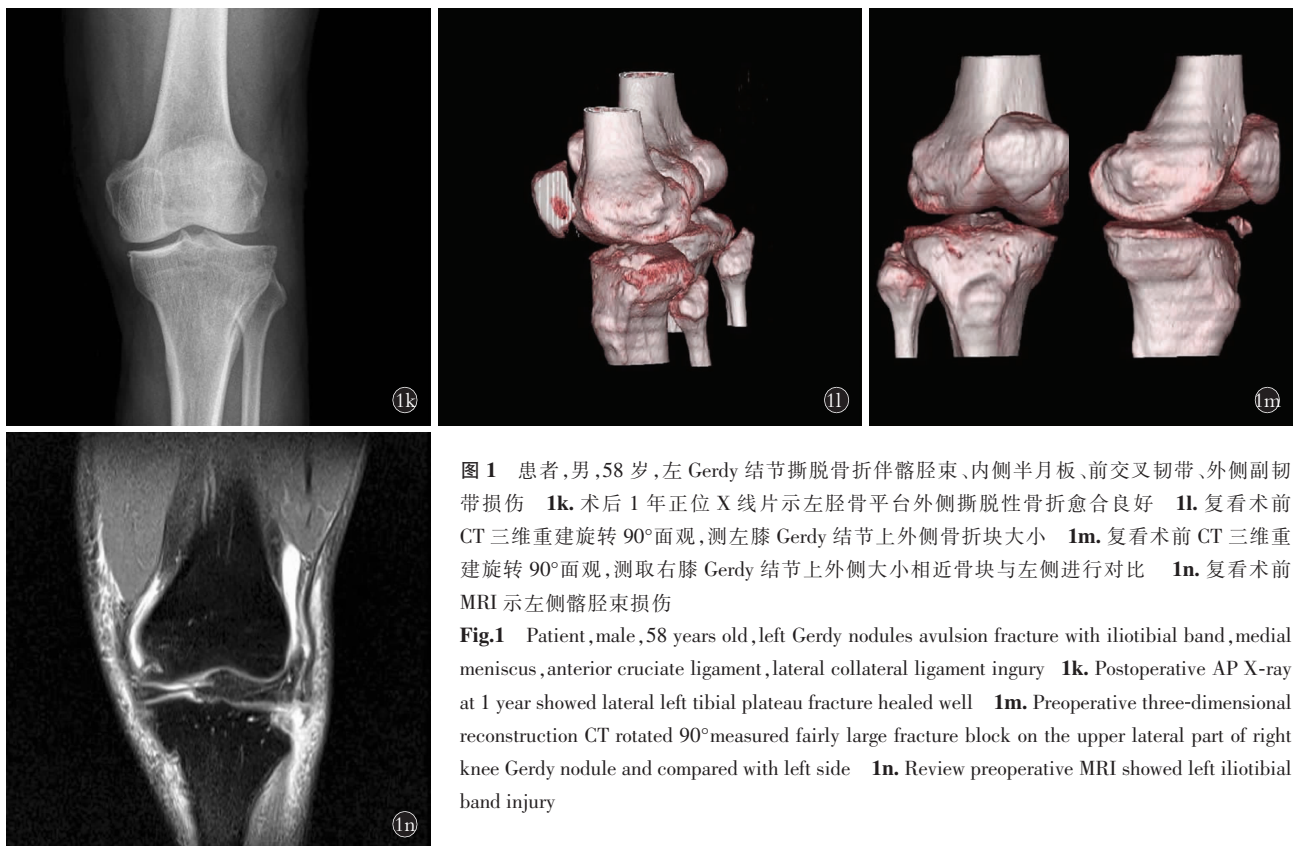 1k
1l
1m
1n
图 1 患者,男,58 岁,左 Gerdy 结节撕脱骨折伴髂胫束、内侧半月板、前交叉韧带、外侧副韧
带损伤 1k. 术后 1 年正位 X 线片示左胫骨平台外侧撕脱性骨折愈合良好 1l. 复看术前
CT 三维重建旋转 90°面观,测左膝 Gerdy 结节上外侧骨折块大小 1m. 复看术前 CT 三维重
建旋转 90°面观,测取右膝 Gerdy 结节上外侧大小相近骨块与左侧进行对比 1n. 复看术前
MRI 示左侧髂胫束损伤
Fig.1 Patient,male,58 years old,left Gerdy nodules avulsion fracture with iliotibial band,medial
meniscus,anterior cruciate ligament,lateral collateral ligament ingury 1k. Postoperative AP X-ray
at 1 year showed lateral left tibial plateau fracture healed well 1m. Preoperative three-dimensional
reconstruction CT rotated 90°measured fairly large fracture block on the upper lateral part of right
knee Gerdy nodule and compared with left side 1n. Review preoperative MRI showed left iliotibial
band injury